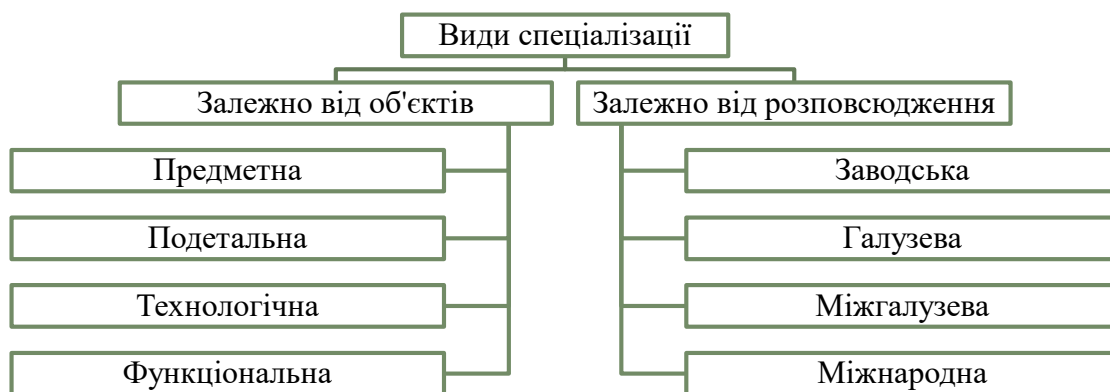 Види спеціалізації
Залежно від об'єктів
Предметна
Подетальна
Технологічна
Функціональна
Залежно від розповсюдження
Заводська
Галузева
Міжгалузева
Міжнародна